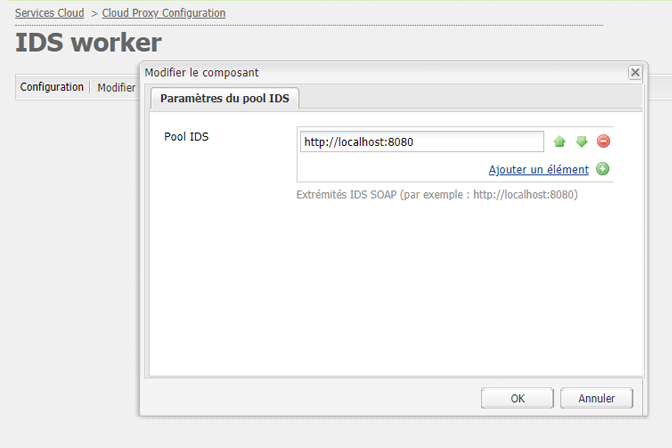 Services Cloud > Cloud Proxy Configuration
IDS worker
Modifier le composant
Configuration Modifier
Paramètres du pool IDS
Pool IDS
http://localhost:8080
Ajouter un élément
Extrémités IDS SOAP (par exemple : http://localhost:8080)
OK Annuler